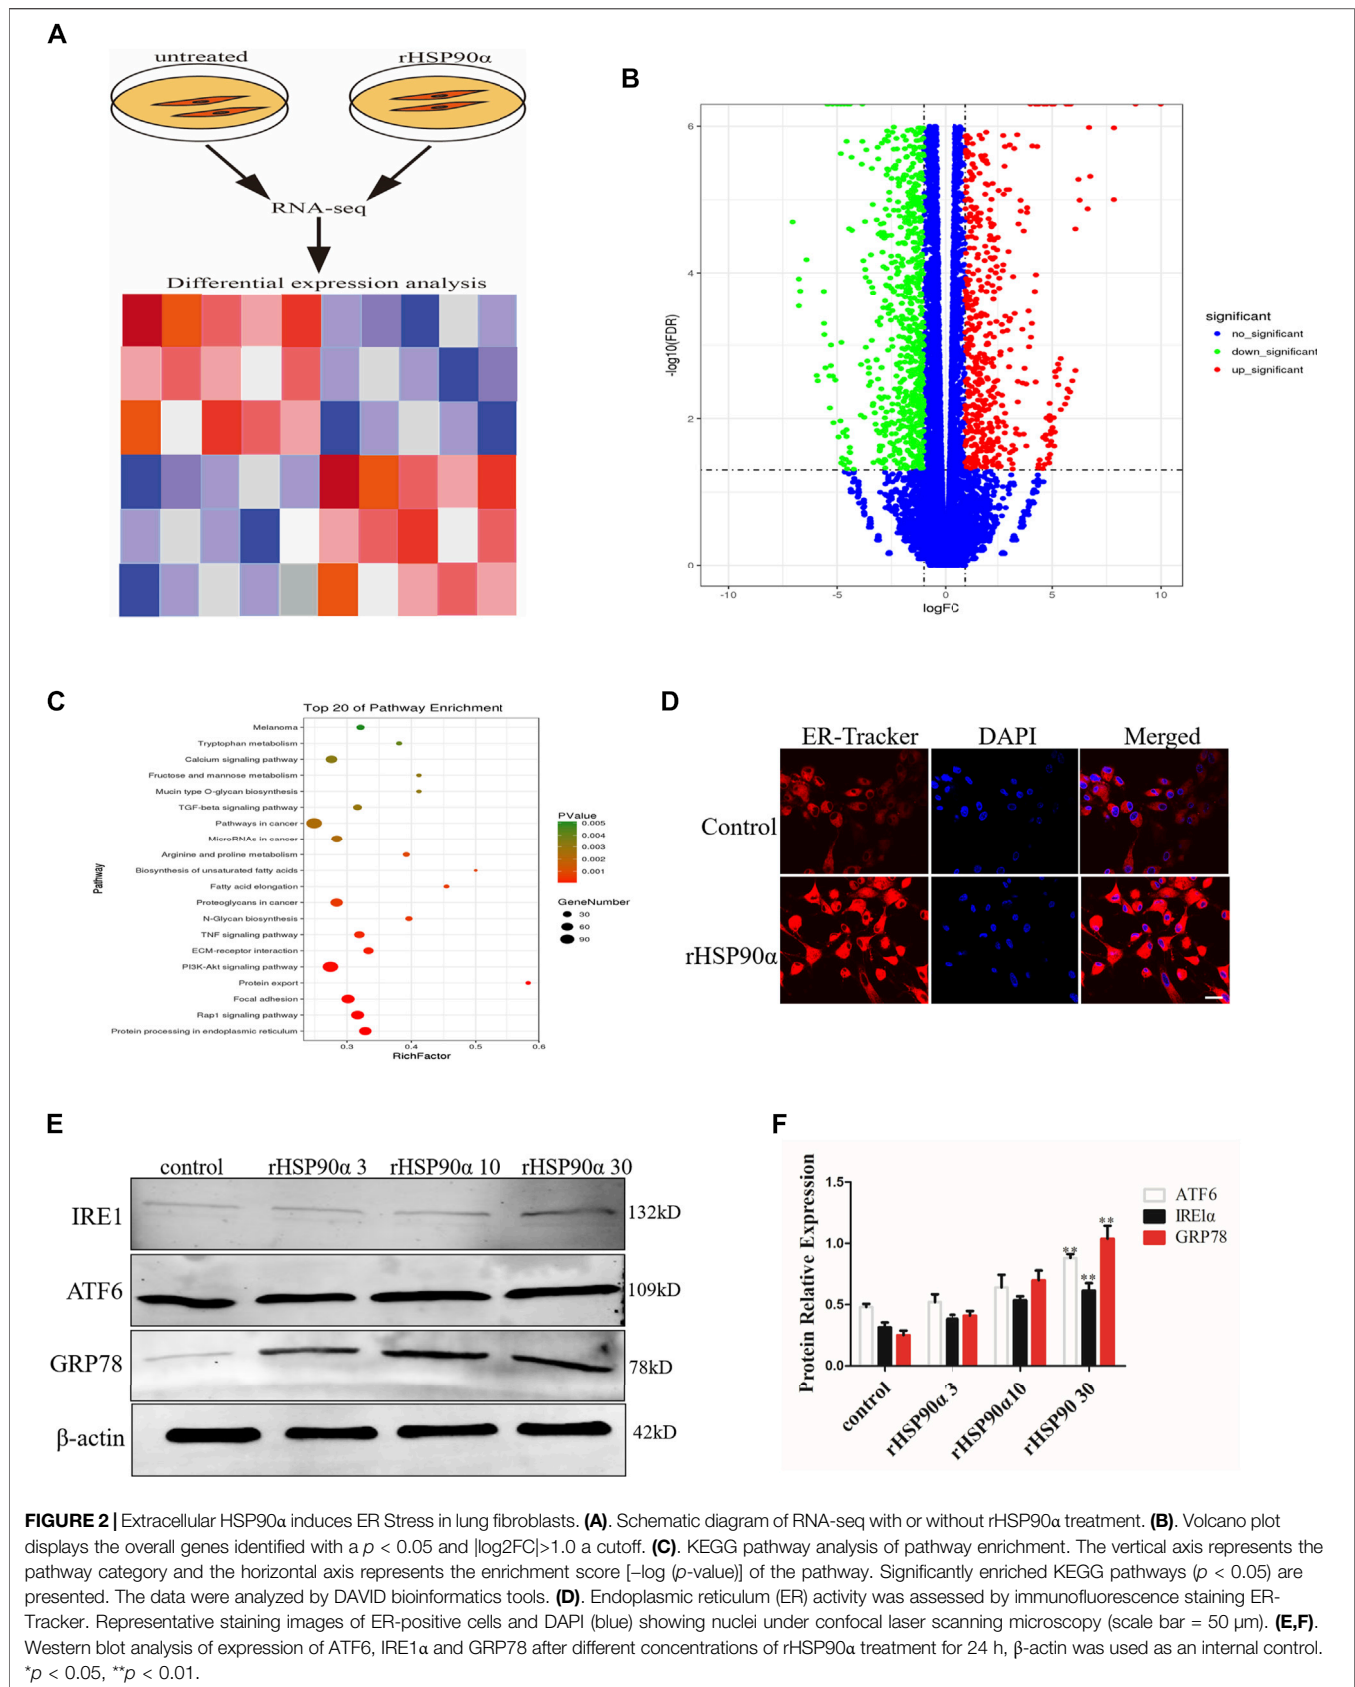 A
untreated
rHSP90α
RNA-seq
Differential expression analysis
B
-log10(FDR)
6
4
2
0
-10
-5
0
5
10
logFC
significant
no_significant
down_significant
up_significant
C
Top 20 of Pathway Enrichment
Pathway
Melanoma
Tryptophan metabolism
Calcium signaling pathway
Fructose and mannose metabolism
Mucin type O-glycan biosynthesis
TGF-beta signaling pathway
Pathways in cancer
MicroRNAs in cancer
Arginine and proline metabolism
Biosynthesis of unsaturated fatty acids
Fatty acid elongation
Proteoglycans in cancer
N-Glycan biosynthesis
TNF signaling pathway
ECM-receptor interaction
PI3K-Akt signaling pathway
Protein export
Focal adhesion
Rap1 signaling pathway
Protein processing in endoplasmic reticulum
0.3
0.4
0.5
0.6
RichFactor
PValue
0.005
0.004
0.003
0.002
0.001
GeneNumber
30
60
90
D
ER-Tracker
DAPI
Merged
Control
rHSP90α
E
control
rHSP90α 3
rHSP90α 10
rHSP90α 30
IRE1
132kD
ATF6
109kD
GRP78
78kD
β-actin
42kD
F
Protein Relative Expression
1.5
1.0
0.5
0.0
**
**
**
ATF6
IRE1α
GRP78
control
rHSP90α 3
rHSP90α10
rHSP90 30
FIGURE 2 | Extracellular HSP90α induces ER Stress in lung fibroblasts. (A). Schematic diagram of RNA-seq with or without rHSP90α treatment. (B). Volcano plot
displays the overall genes identified with a p < 0.05 and |log2FC|>1.0 a cutoff. (C). KEGG pathway analysis of pathway enrichment. The vertical axis represents the
pathway category and the horizontal axis represents the enrichment score [−log (p-value)] of the pathway. Significantly enriched KEGG pathways (p < 0.05) are
presented. The data were analyzed by DAVID bioinformatics tools. (D). Endoplasmic reticulum (ER) activity was assessed by immunofluorescence staining ER-
Tracker. Representative staining images of ER-positive cells and DAPI (blue) showing nuclei under confocal laser scanning microscopy (scale bar = 50 μm). (E,F).
Western blot analysis of expression of ATF6, IRE1α and GRP78 after different concentrations of rHSP90α treatment for 24 h, β-actin was used as an internal control.
*p < 0.05, **p < 0.01.